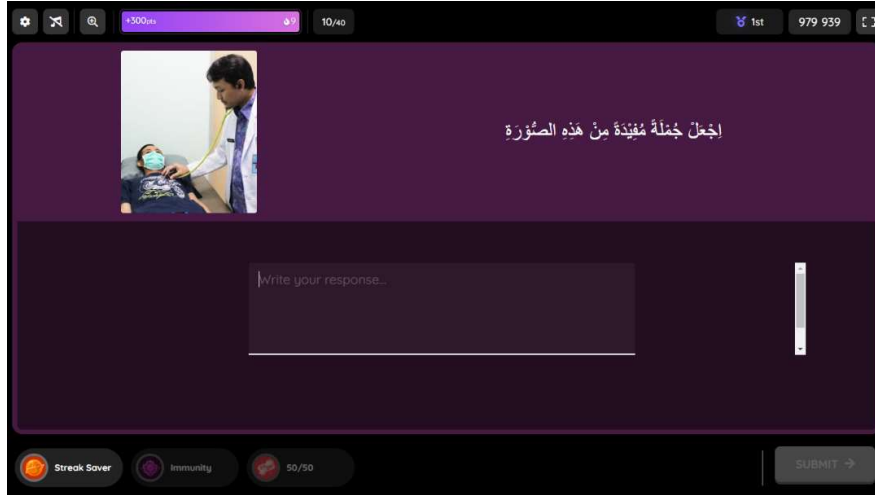 +300pts
9
10/40
1st
979 939
اِجْعَلْ جُمْلَةً مُفِيْدَةً مِنْ هَذِهِ الصُّوْرَةِ
Write your response...
Streak Saver
Immunity
50/50
SUBMIT →